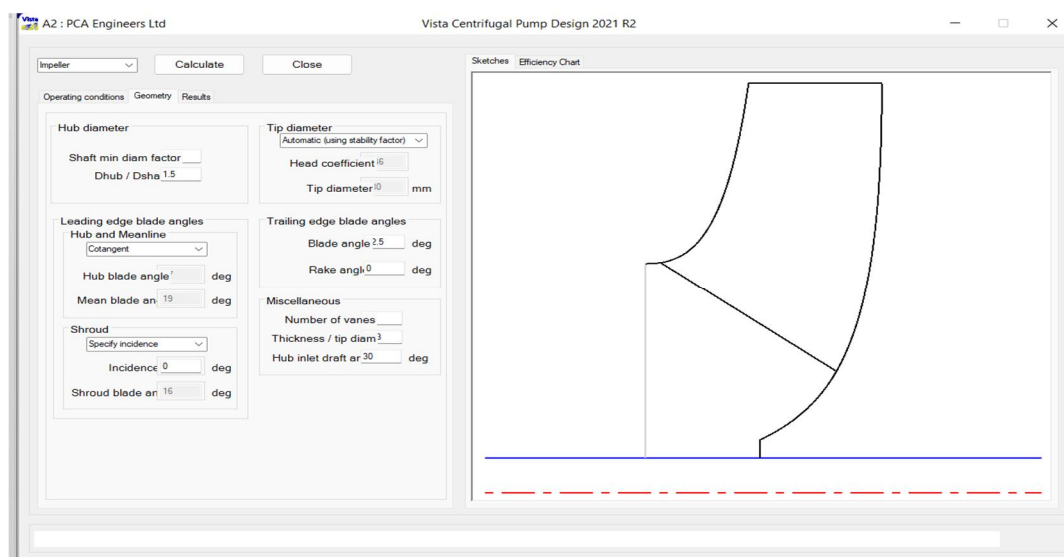 Vista A2 : PCA Engineers Ltd Vista Centrifugal Pump Design 2021 R2
Impeller Calculate Close
Sketches Efficiency Chart
Operating conditions Geometry Results
Hub diameter
Shaft min diam factor
Dhub / Dsha 1.5
Tip diameter
Automatic (using stability factor)
Head coefficient
Tip diameter mm
Leading edge blade angles
Hub and Meanline
Cotangent
Hub blade angle deg
Mean blade an 19 deg
Shroud
Specify incidence
Incidence 0 deg
Shroud blade an 16 deg
Trailing edge blade angles
Blade angle 2.5 deg
Rake angl 0 deg
Miscellaneous
Number of vanes
Thickness / tip diam 3
Hub inlet draft ar 30 deg